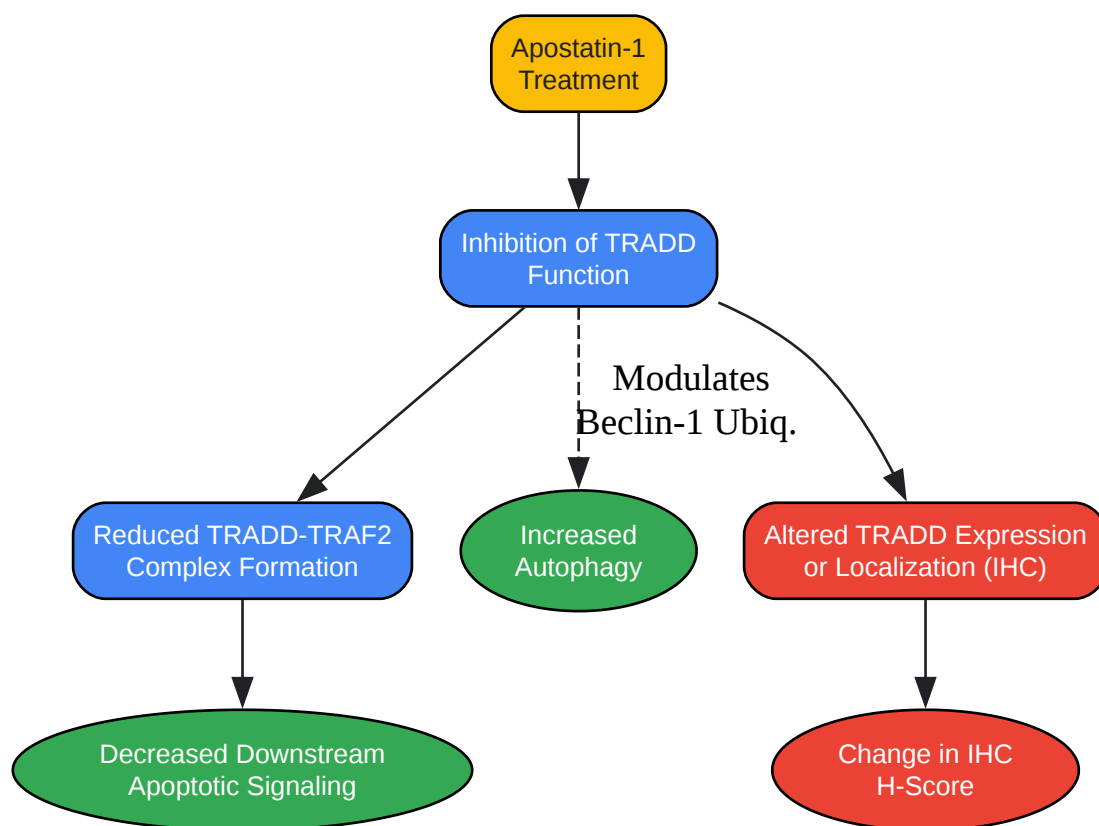 Apostatin-1
Treatment
Inhibition of TRADD
Function
Modulates
Beclin-1 Ubiq.
Reduced TRADD-TRAF2
Complex Formation
Increased
Autophagy
Altered TRADD Expression
or Localization (IHC)
Decreased Downstream
Apoptotic Signaling
Change in IHC
H-Score